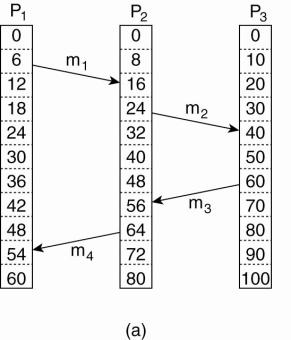 P1 P2 P3
0 0 0
6 m1 8 10
12 16 20
18 24 m2 30
24 32 40
30 40 50
36 48 60
42 56 m3 70
48 64 80
54 m4 72 90
60 80 100
(a)